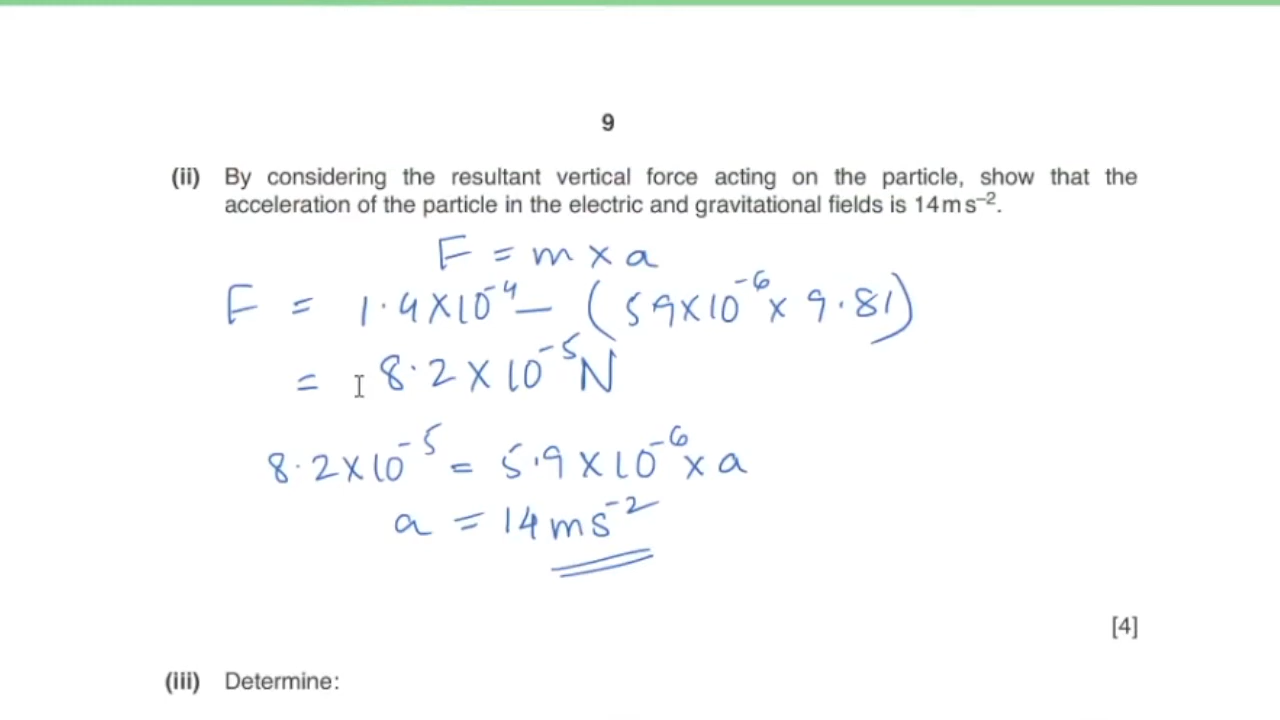 9
(ii) By considering the resultant vertical force acting on the particle, show that the
acceleration of the particle in the electric and gravitational fields is 14 m s⁻².
F = m × a
F = 1.4×10⁻⁴ – (59×10⁻⁶ × 9.81)
= 8.2 × 10⁻⁵ N
8.2×10⁻⁵ = 5.9 × 10⁻⁶ × a
a = 14 ms⁻²
[4]
(iii) Determine: